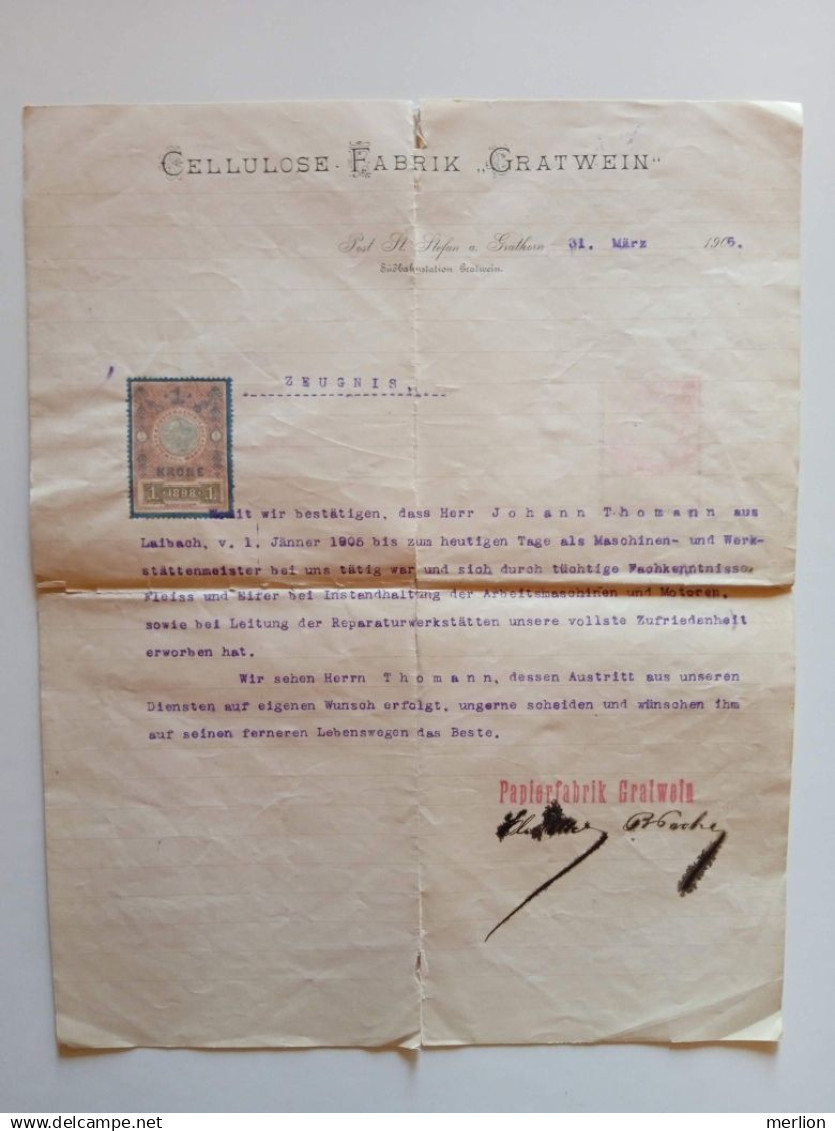 CELLULOSE-FABRIK „GRATWEIN“
Post St. Stefan a. Gratkorn 31. März 1906.
Südbahnstation Gratwein.
ZEUGNIS.
1
KRONE
1 1898 1
Womit wir bestätigen, dass Herr Johann Thomann aus
Laibach, v. 1. Jänner 1905 bis zum heutigen Tage als Maschinen- und Werk-
stättenmeister bei uns tätig war und sich durch tüchtige Fachkenntnisse,
Fleiss und Eifer bei Instandhaltung der Arbeitsmaschinen und Motoren,
sowie bei Leitung der Reparaturwerkstätten unsere vollste Zufriedenheit
erworben hat.
Wir sehen Herrn Thomann, dessen Austritt aus unseren
Diensten auf eigenen Wunsch erfolgt, ungerne scheiden und wünschen ihm
auf seinen ferneren Lebenswegen das Beste.
Papierfabrik Gratwein
merlion